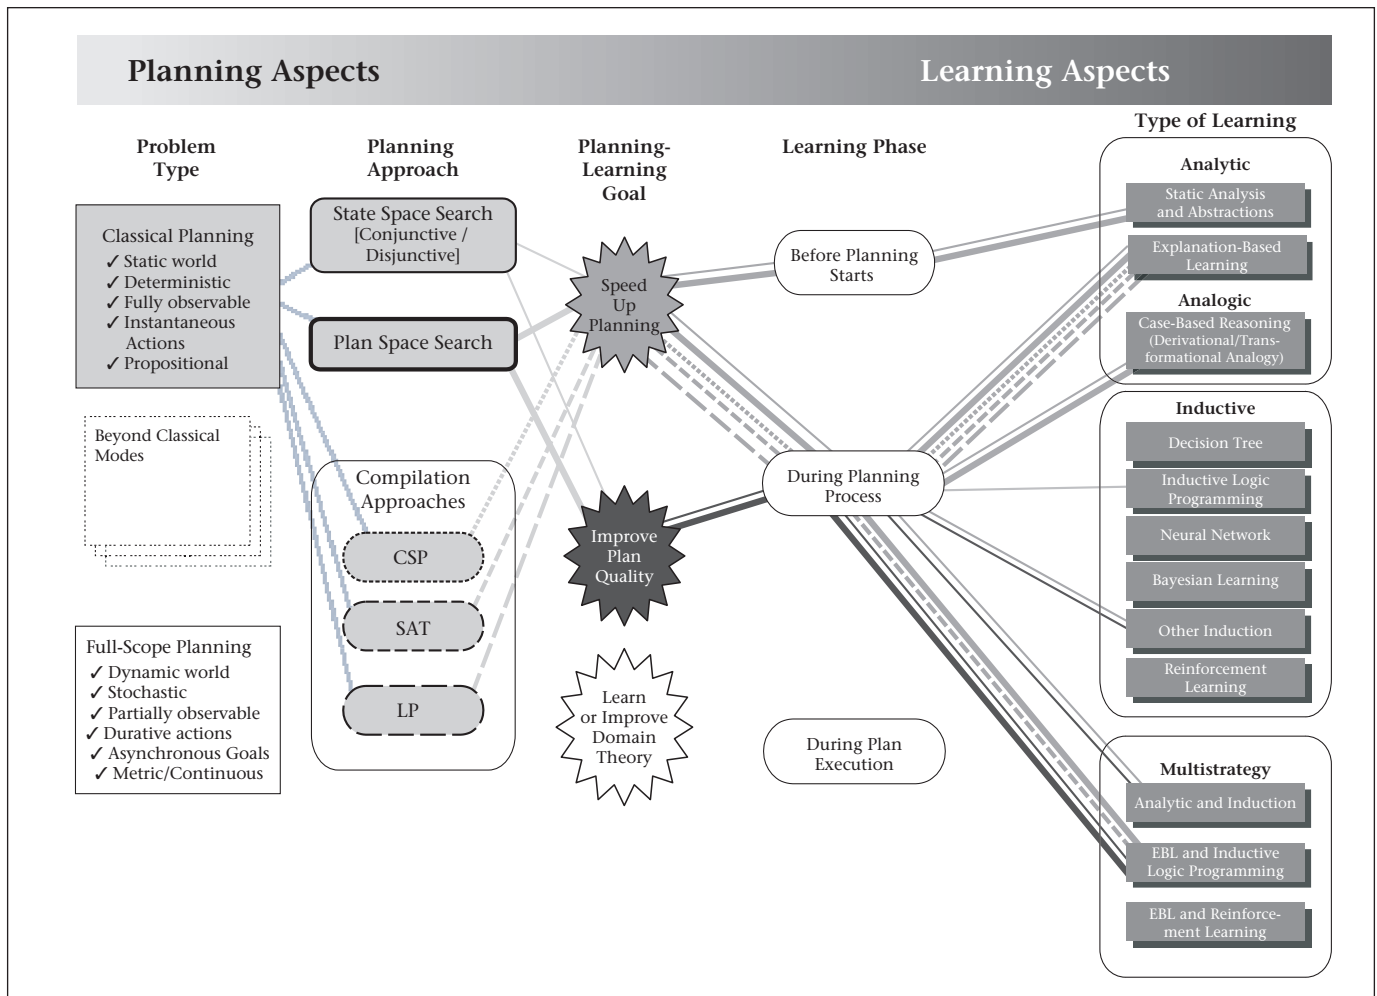 Planning Aspects
Learning Aspects
Problem
Type
Planning
Approach
Planning-
Learning
Goal
Learning Phase
Type of Learning
Classical Planning
✓ Static world
✓ Deterministic
✓ Fully observable
✓ Instantaneous
Actions
✓ Propositional
Beyond Classical
Modes
Full-Scope Planning
✓ Dynamic world
✓ Stochastic
✓ Partially observable
✓ Durative actions
✓ Asynchronous Goals
✓ Metric/Continuous
State Space Search
[Conjunctive /
Disjunctive]
Plan Space Search
Compilation
Approaches
CSP
SAT
LP
Speed
Up
Planning
Improve
Plan
Quality
Learn
or Improve
Domain
Theory
Before Planning
Starts
During Planning
Process
During Plan
Execution
Analytic
Static Analysis
and Abstractions
Explanation-Based
Learning
Analogic
Case-Based Reasoning
(Derivational/Trans-
formational Analogy)
Inductive
Decision Tree
Inductive Logic
Programming
Neural Network
Bayesian Learning
Other Induction
Reinforcement
Learning
Multistrategy
Analytic and Induction
EBL and Inductive
Logic Programming
EBL and Reinforce-
ment Learning